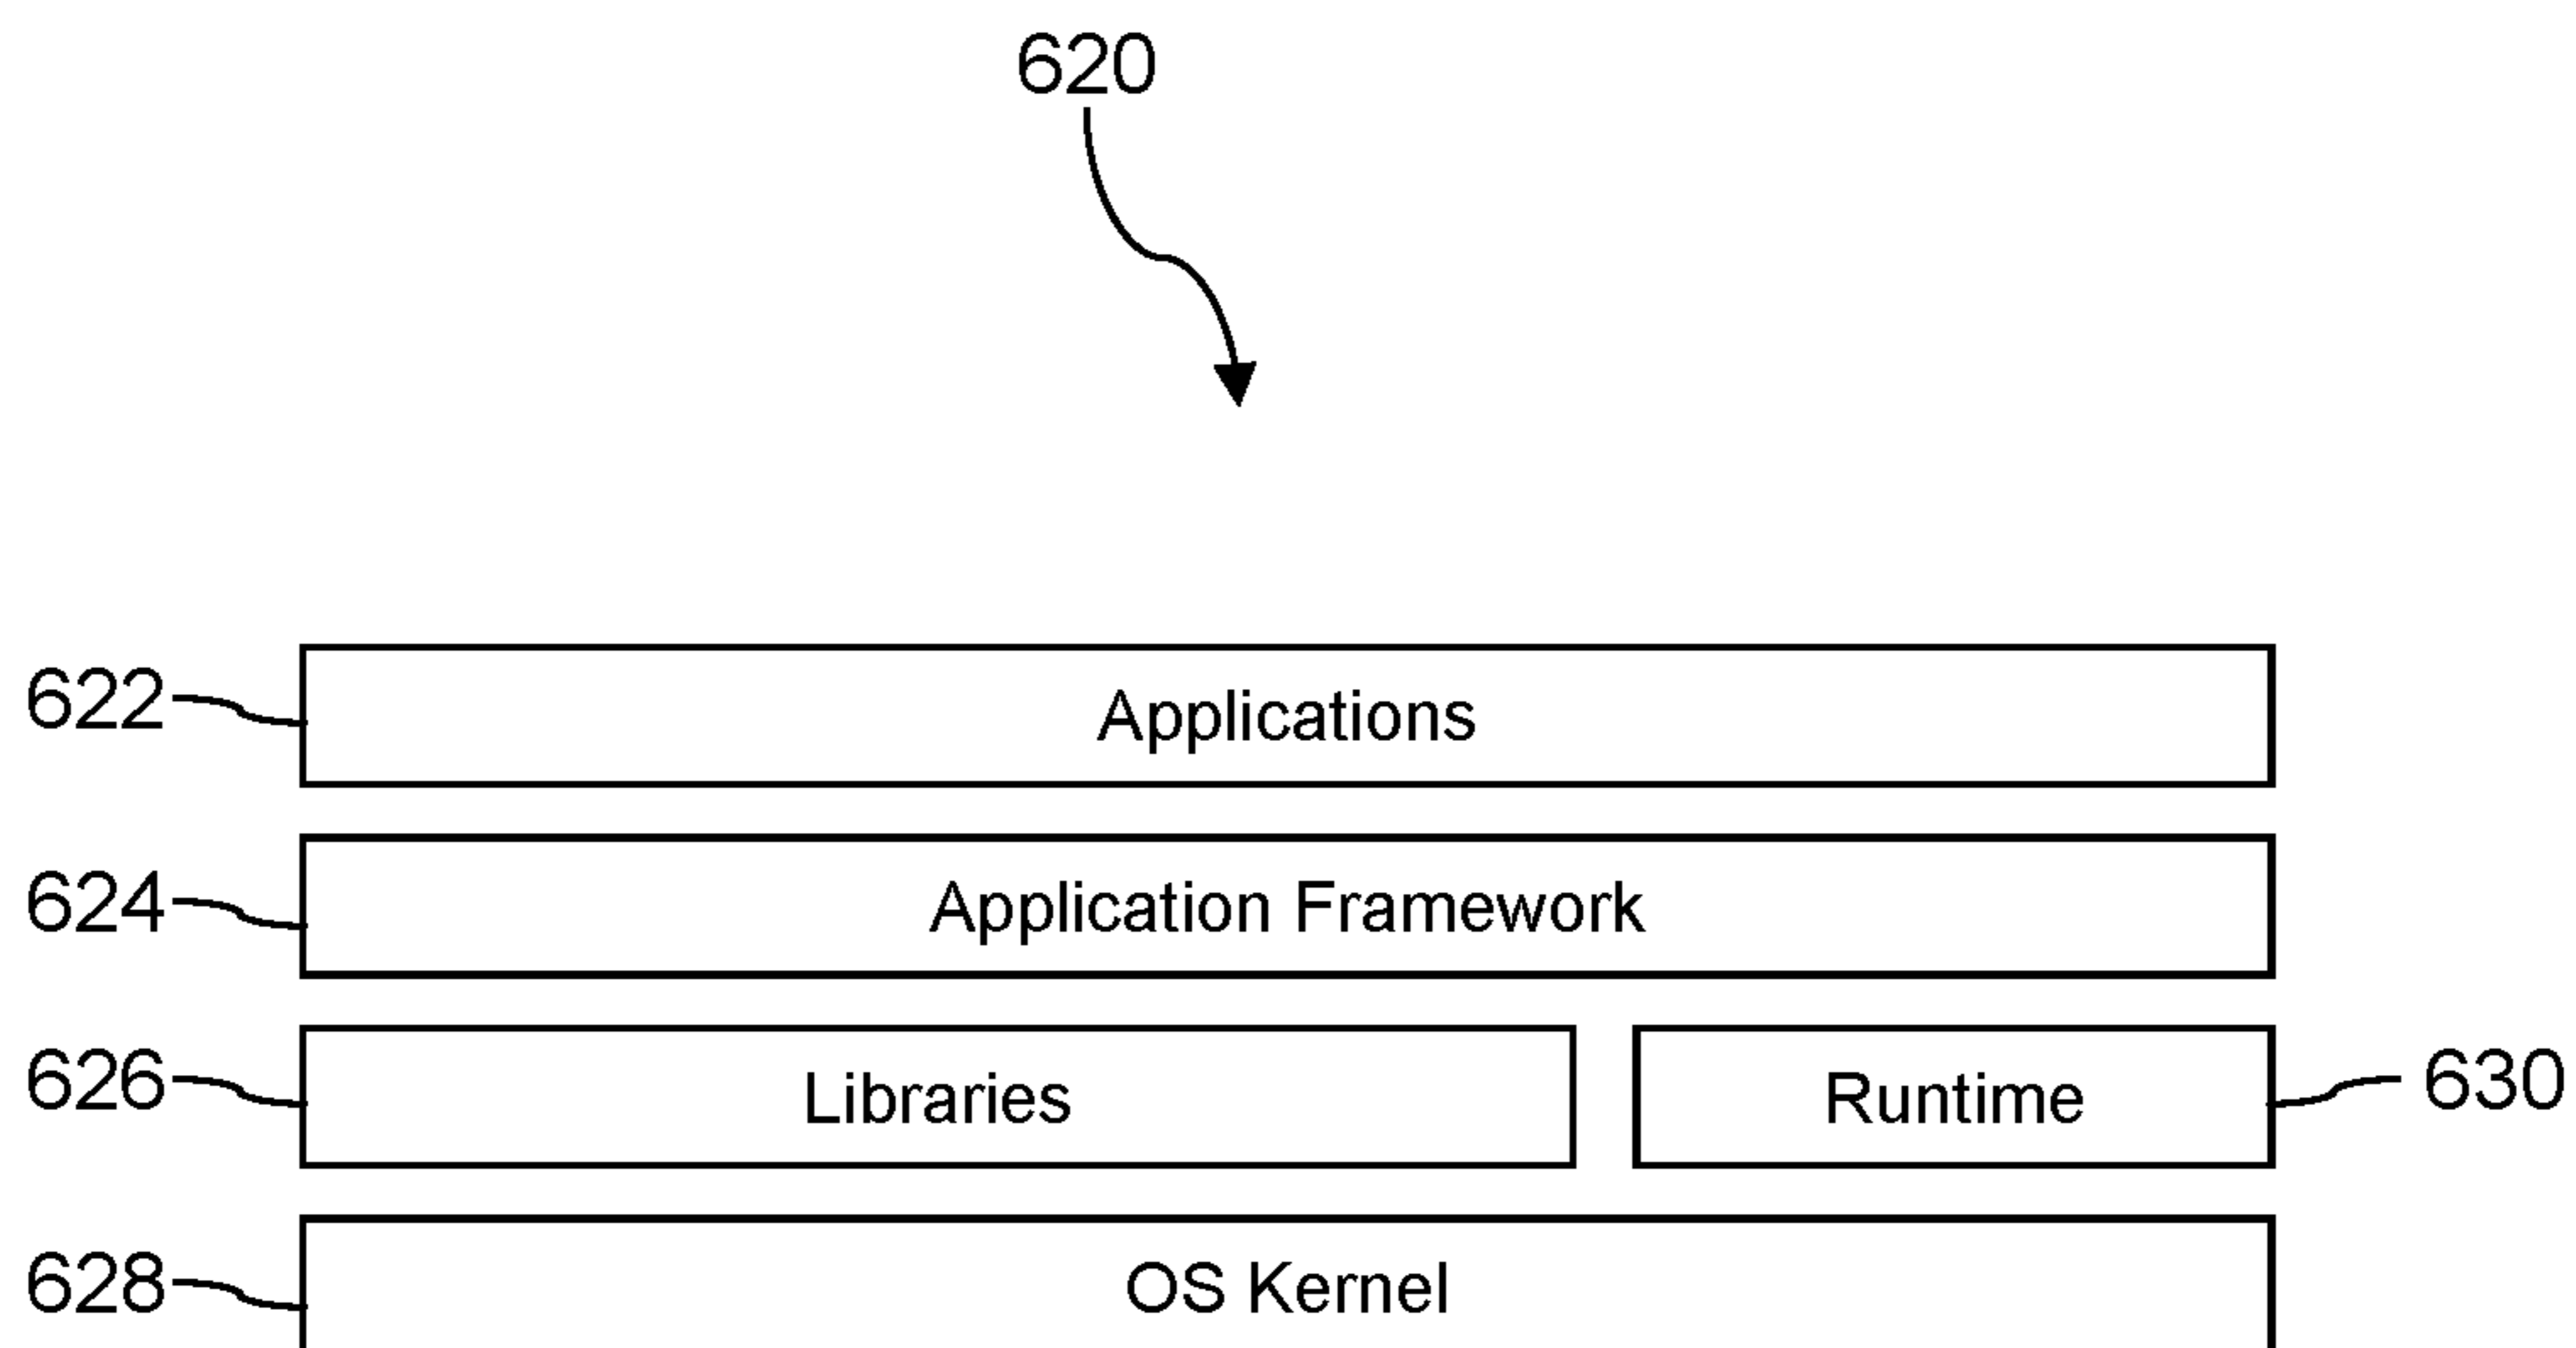 620
622 Applications
624 Application Framework
626 Libraries Runtime 630
628 OS Kernel